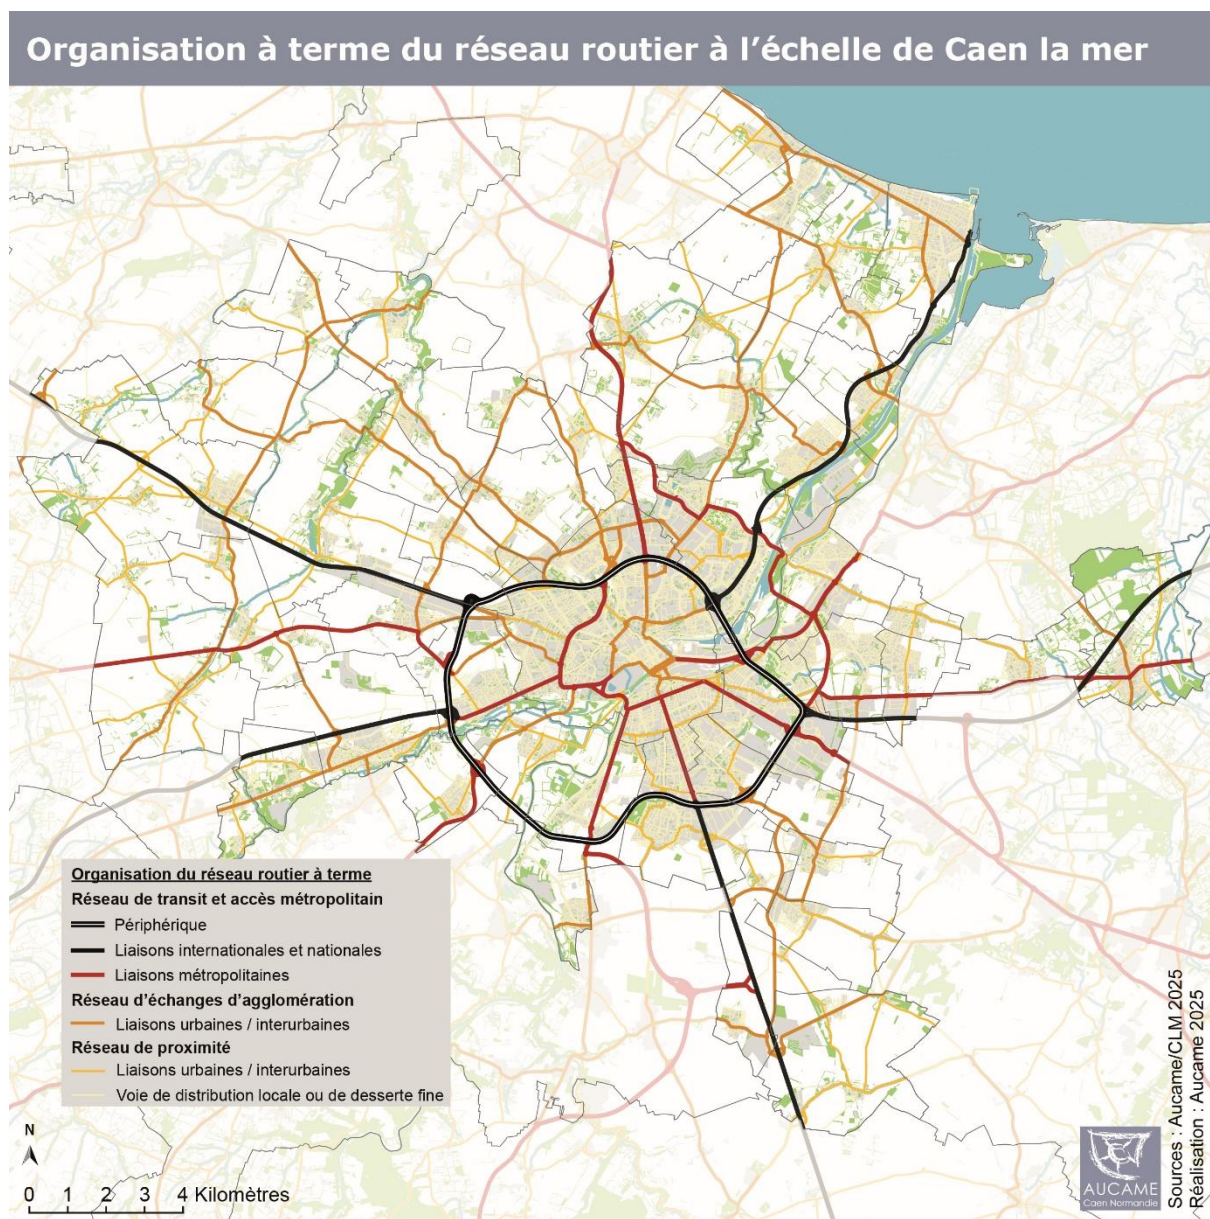 Organisation à terme du réseau routier à l'échelle de Caen la mer
Organisation du réseau routier à terme
Réseau de transit et accès métropolitain
Périphérique
Liaisons internationales et nationales
Liaisons métropolitaines
Réseau d'échanges d'agglomération
Liaisons urbaines / interurbaines
Réseau de proximité
Liaisons urbaines / interurbaines
Voie de distribution locale ou de desserte fine
N
0 1 2 3 4 Kilomètres
AUCAME
Caen Normandie
Sources : Aucame/CLM 2025
Réalisation : Aucame 2025